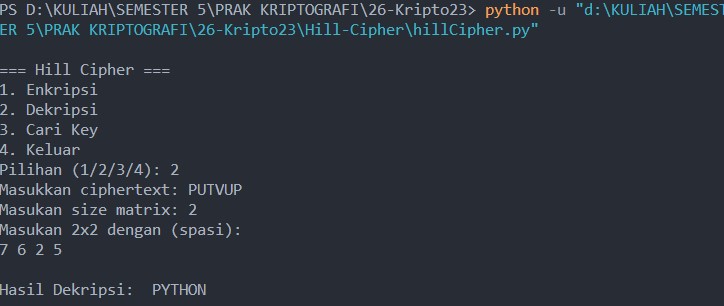 PS D:\KULIAH\SEMESTER 5\PRAK KRIPTOGRAFI\26-Kripto23> python -u "d:\KULIAH\SEMEST
ER 5\PRAK KRIPTOGRAFI\26-Kripto23\Hill-Cipher\hillCipher.py"
=== Hill Cipher ===
1. Enkripsi
2. Dekripsi
3. Cari Key
4. Keluar
Pilihan (1/2/3/4): 2
Masukkan ciphertext: PUTVUP
Masukan size matrix: 2
Masukan 2x2 dengan (spasi):
7 6 2 5
Hasil Dekripsi:  PYTHON